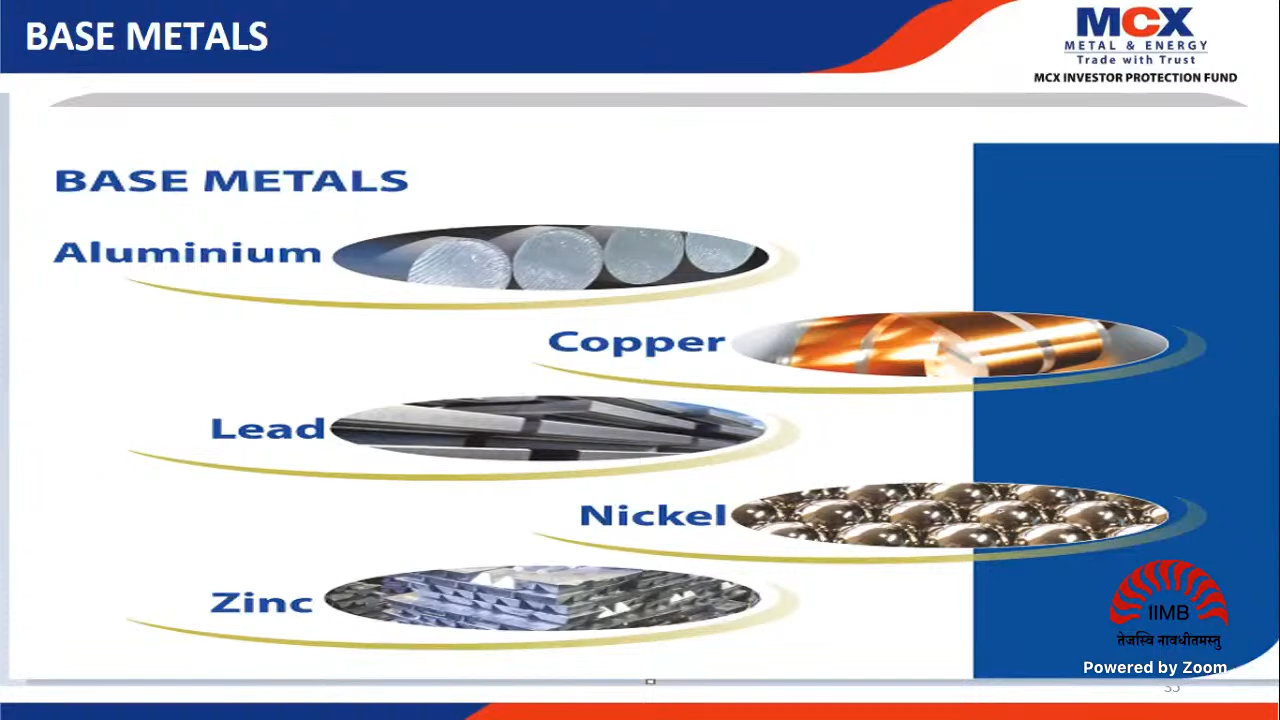 BASE METALS
MCX
METAL & ENERGY
Trade with Trust
MCX INVESTOR PROTECTION FUND
BASE METALS
Aluminium
Copper
Lead
Nickel
Zinc
IIMB
तेजस्वि नावधीतमस्तु
Powered by Zoom
35